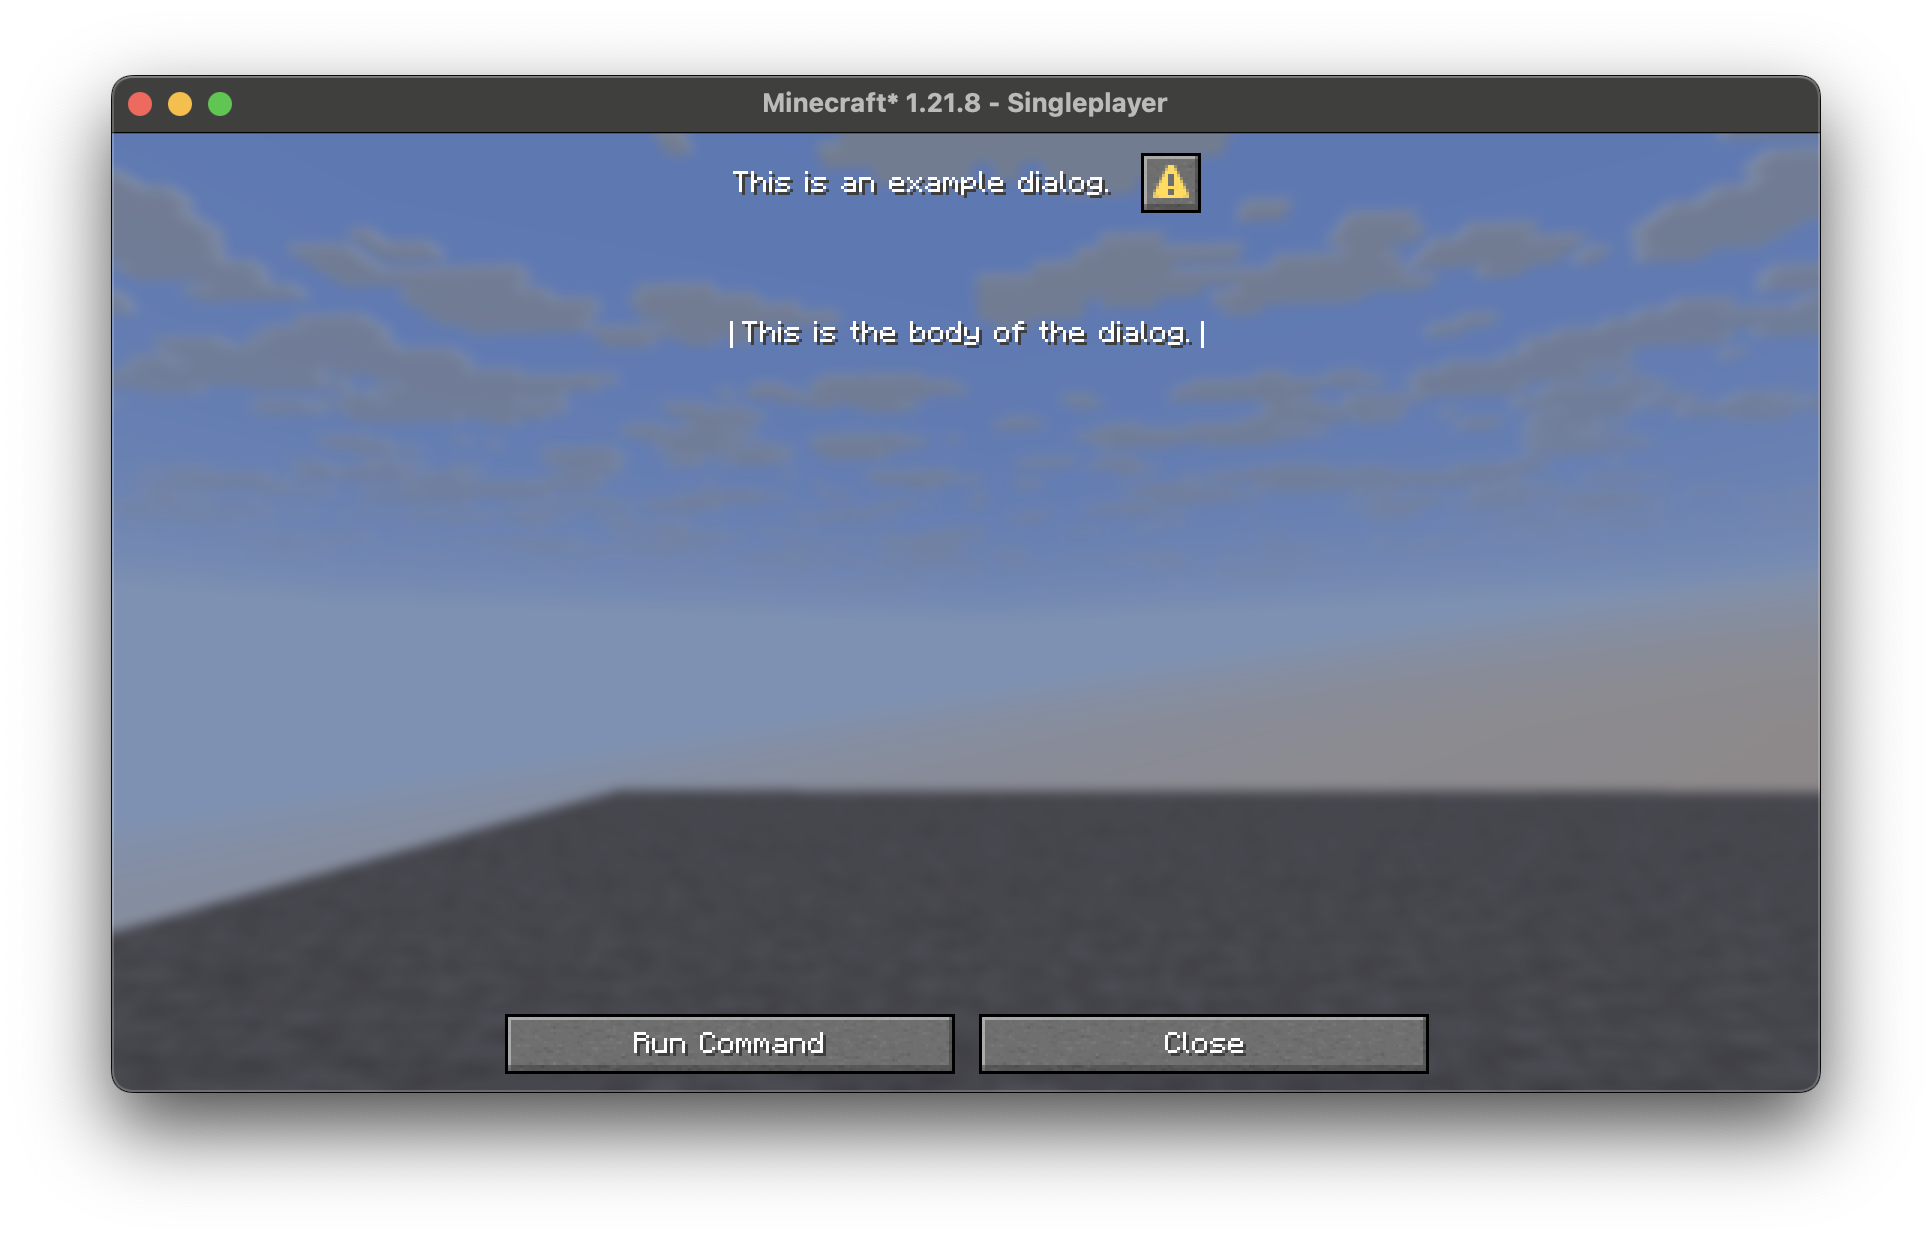 Minecraft* 1.21.8 - Singleplayer
This is an example dialog.
|This is the body of the dialog.|
Run Command
Close